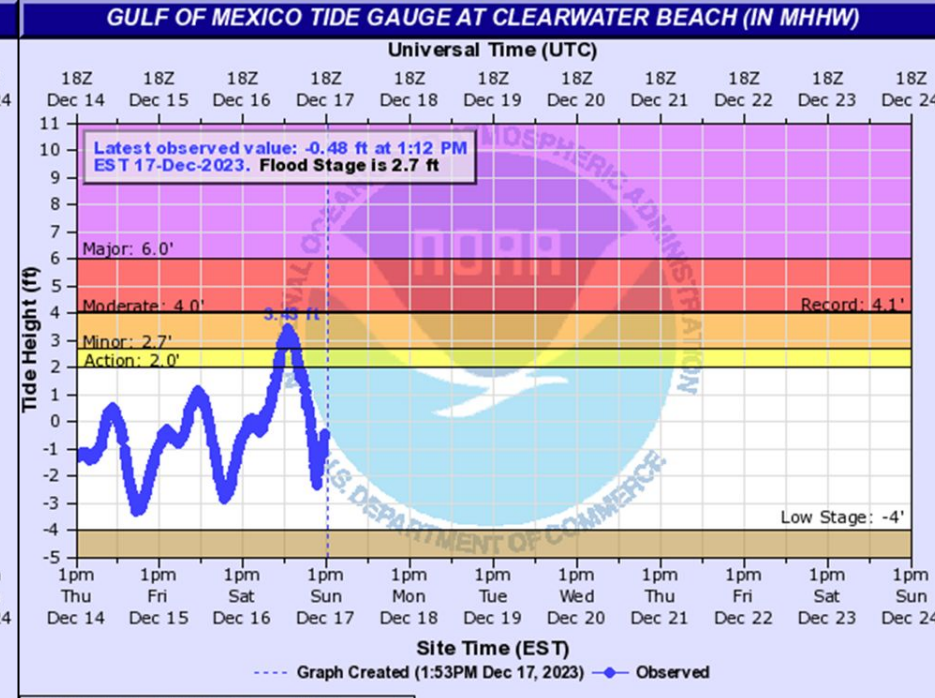 GULF OF MEXICO TIDE GAUGE AT CLEARWATER BEACH (IN MHHW)
Universal Time (UTC)
18Z 18Z 18Z 18Z 18Z 18Z 18Z 18Z 18Z 18Z 18Z
24 Dec 14 Dec 15 Dec 16 Dec 17 Dec 18 Dec 19 Dec 20 Dec 21 Dec 22 Dec 23 Dec 24
Latest observed value: -0.48 ft at 1:12 PM
EST 17-Dec-2023. Flood Stage is 2.7 ft
11
10
9
8
7
6
5
4
3
2
1
0
-1
-2
-3
-4
-5
Tide Height (ft)
Major: 6.0'
Moderate: 4.0'
Record: 4.1'
Minor: 2.7'
Action: 2.0'
Low Stage: -4'
ft
ATMOSPHERIC ADMINISTRATION
NOAA
U.S. DEPARTMENT OF COMMERCE
1pm 1pm 1pm 1pm 1pm 1pm 1pm 1pm 1pm 1pm 1pm
Thu Fri Sat Sun Mon Tue Wed Thu Fri Sat Sun
24 Dec 14 Dec 15 Dec 16 Dec 17 Dec 18 Dec 19 Dec 20 Dec 21 Dec 22 Dec 23 Dec 24
Site Time (EST)
Graph Created (1:53PM Dec 17, 2023) Observed